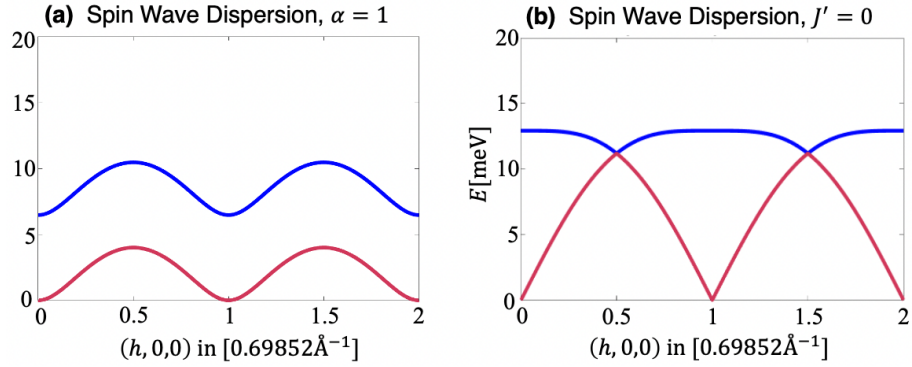 (a) Spin Wave Dispersion, α = 1
20
15
10
5
0
0 0.5 1 1.5 2
(h, 0,0) in [0.69852Å⁻¹]
(b) Spin Wave Dispersion, J′ = 0
E[meV]
20
15
10
5
0
0 0.5 1 1.5 2
(h, 0,0) in [0.69852Å⁻¹]